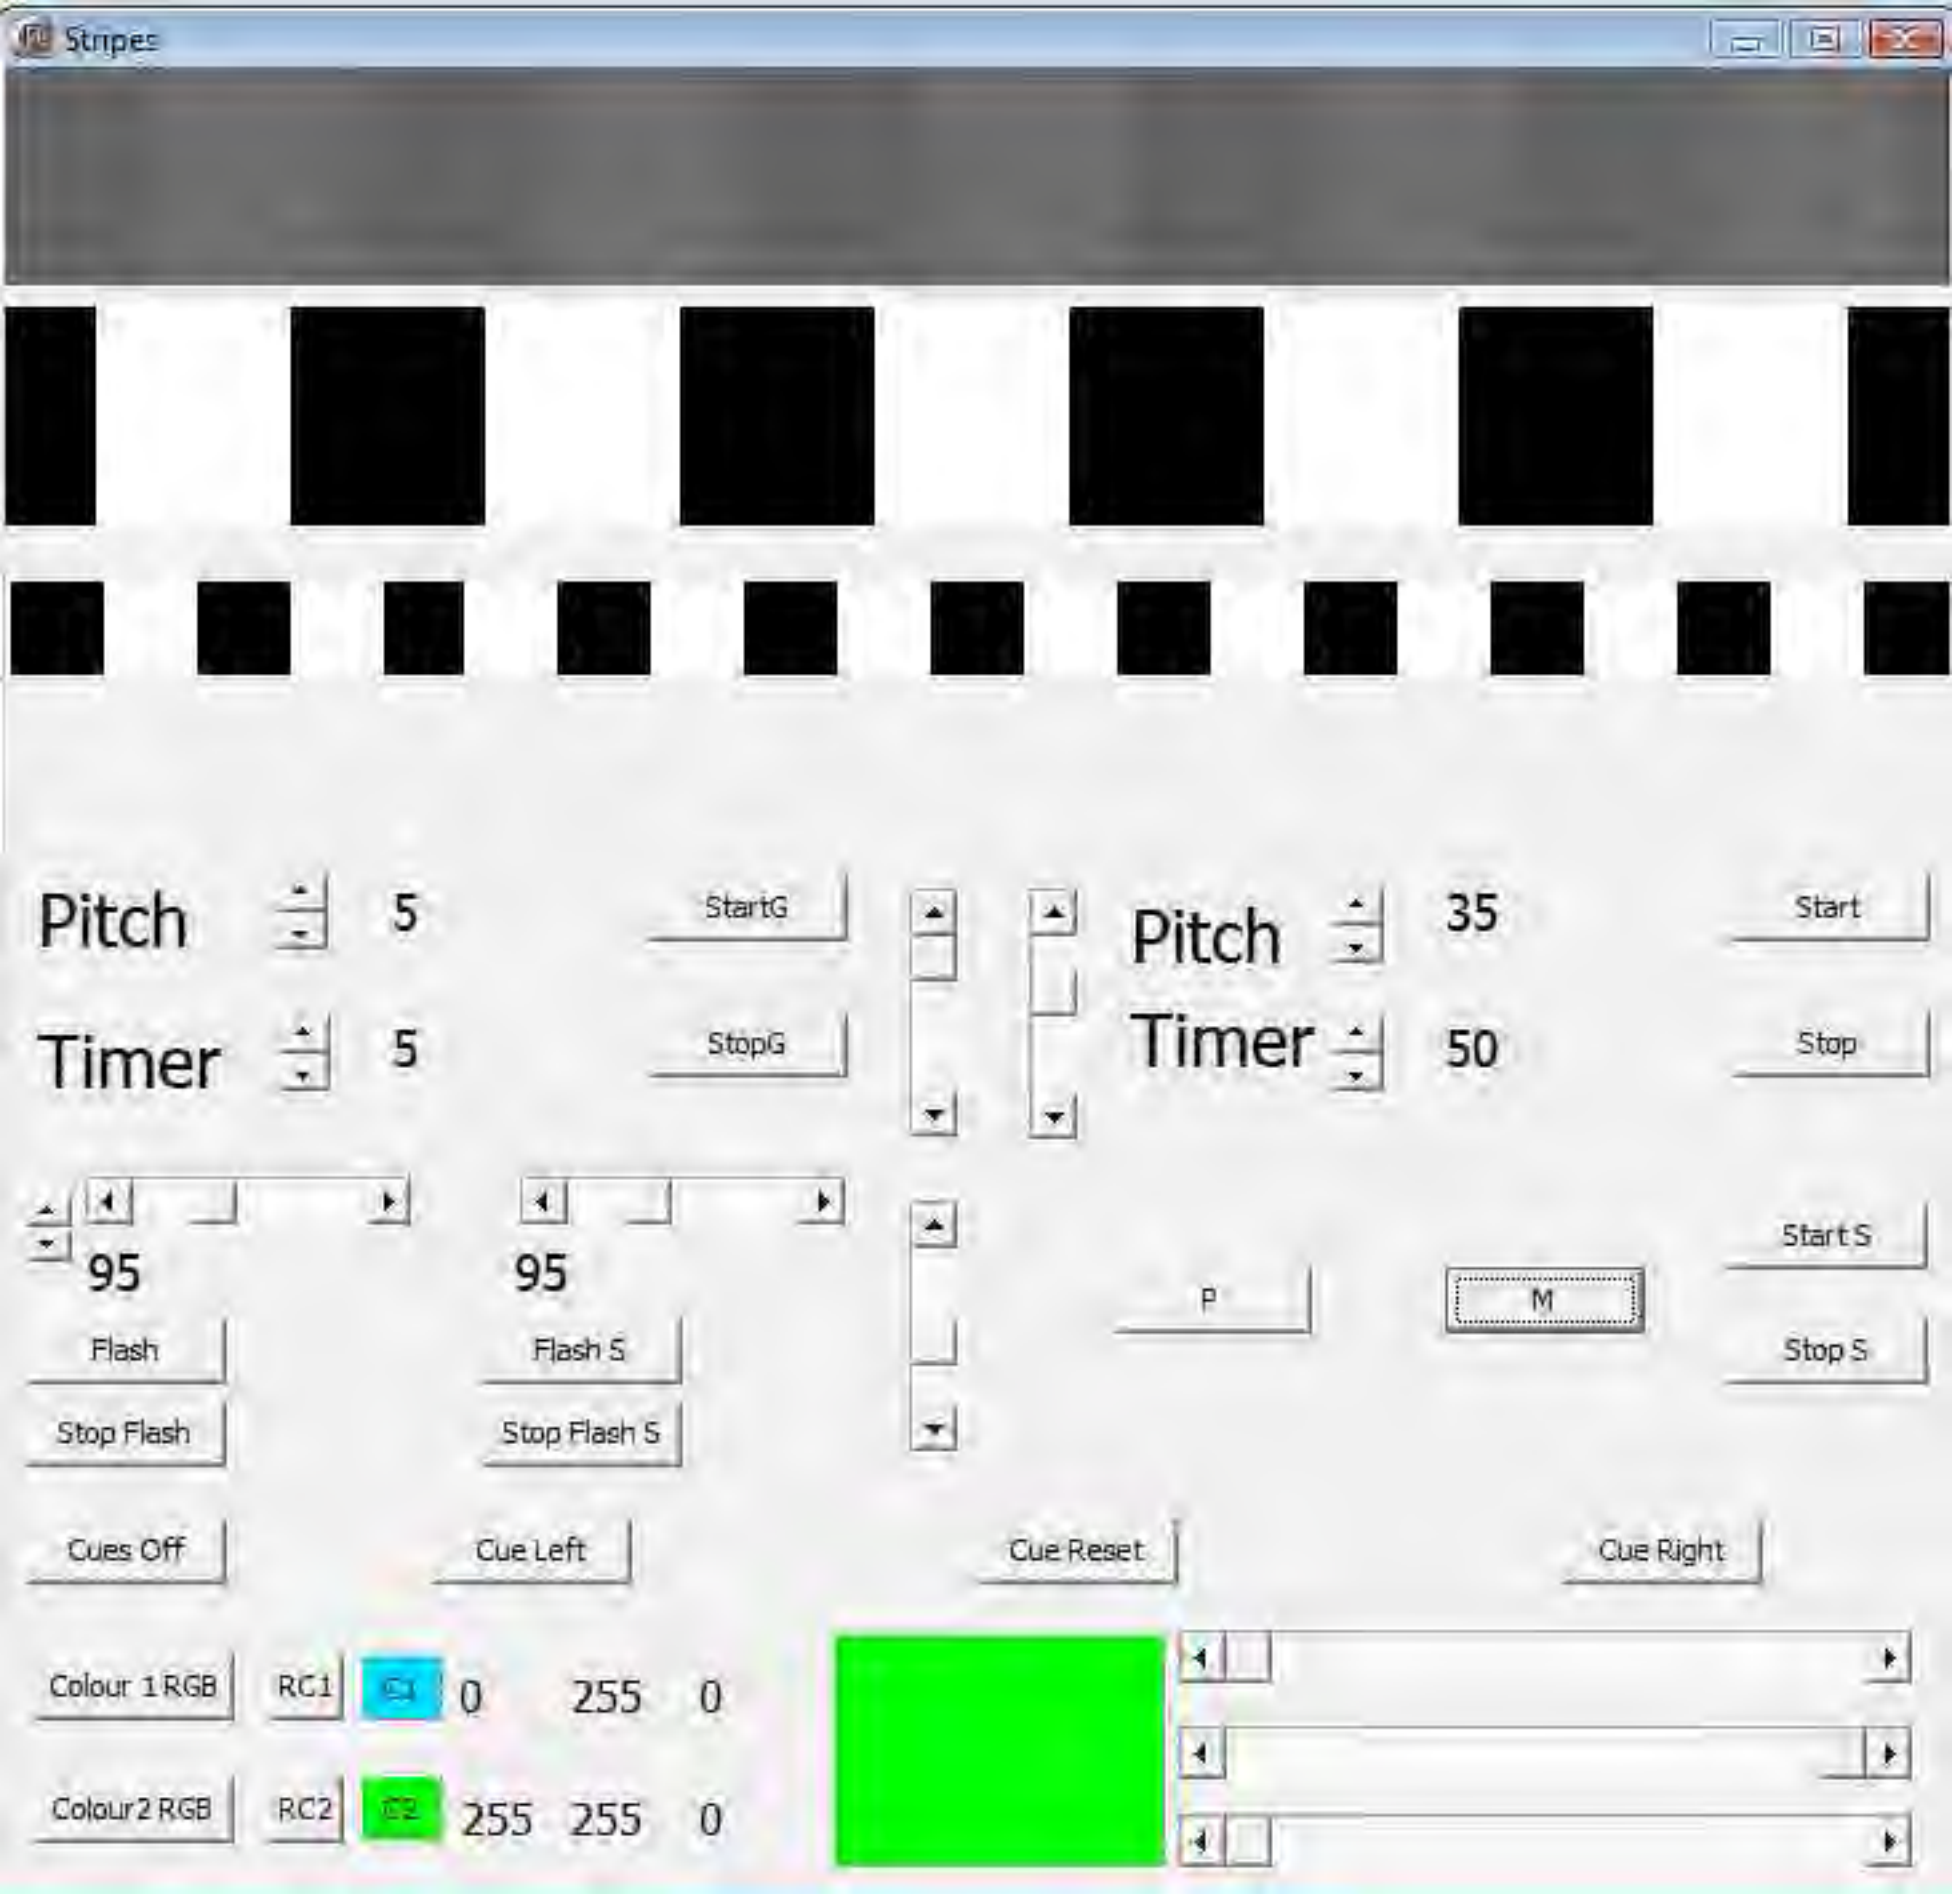 Stripes
Pitch 5 StartG Pitch 35 Start
Timer 5 StopG Timer 50 Stop
95 95
Start S
P M
Flash Flash S Stop S
Stop Flash Stop Flash S
Cues Off Cue Left Cue Reset Cue Right
Colour 1 RGB RC1 C1 0 255 0
Colour2 RGB RC2 C2 255 255 0